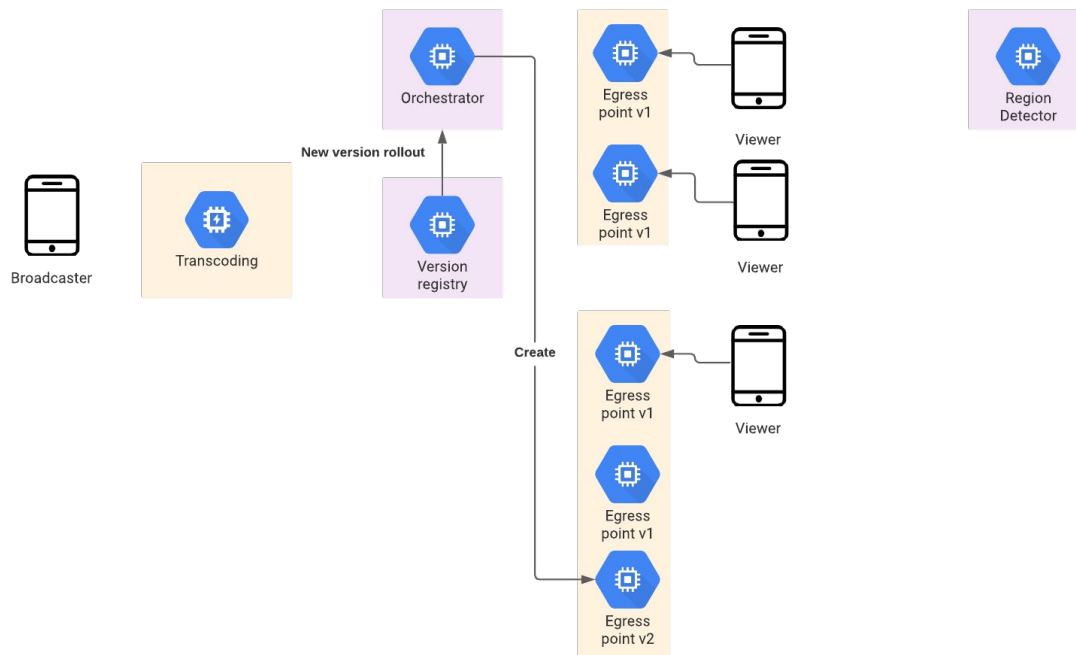 Orchestrator
Egress
point v1
Viewer
Region
Detector
New version rollout
Egress
point v1
Viewer
Broadcaster
Transcoding
Version
registry
Create
Egress
point v1
Viewer
Egress
point v1
Egress
point v2